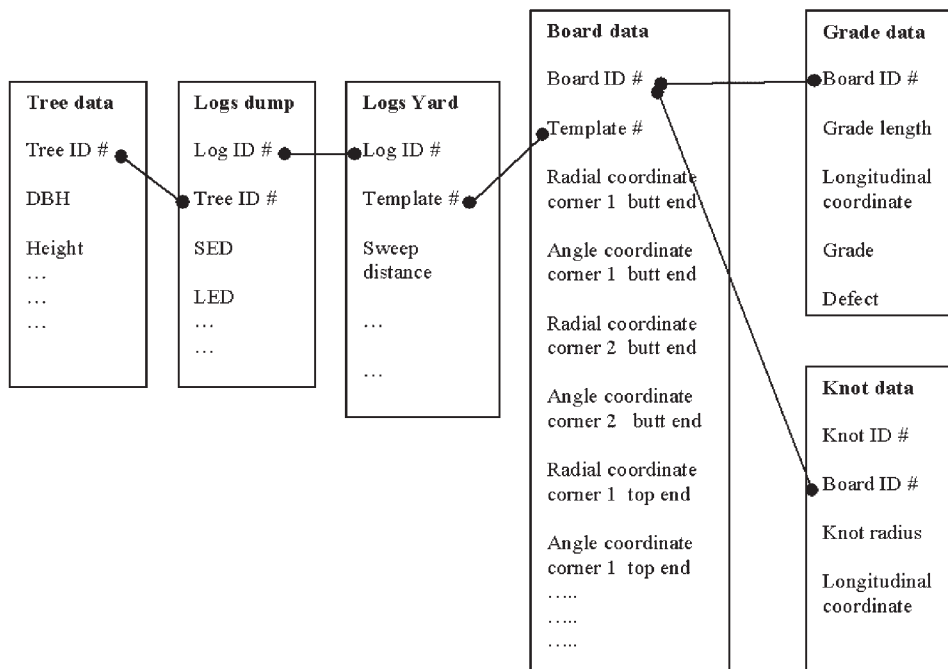 Tree data
Tree ID #
DBH
Height
...
...
...
Logs dump
Log ID #
Tree ID #
SED
LED
...
...
Logs Yard
Log ID #
Template #
Sweep
distance
...
...
Board data
Board ID #
Template #
Radial coordinate
corner 1 butt end
Angle coordinate
corner 1 butt end
Radial coordinate
corner 2 butt end
Angle coordinate
corner 2 butt end
Radial coordinate
corner 1 top end
Angle coordinate
corner 1 top end
.....
.....
.....
Grade data
Board ID #
Grade length
Longitudinal
coordinate
Grade
Defect
Knot data
Knot ID #
Board ID #
Knot radius
Longitudinal
coordinate